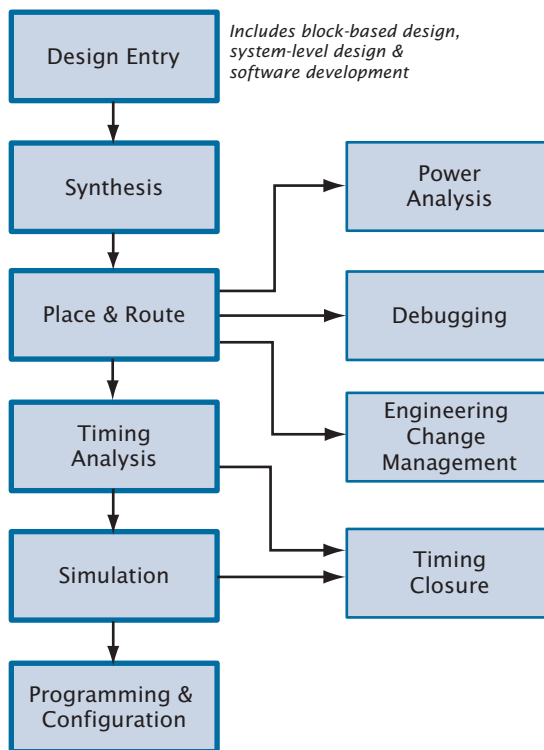 Design Entry
Includes block-based design,
system-level design &
software development
Synthesis
Power
Analysis
Place & Route
Debugging
Timing
Analysis
Engineering
Change
Management
Simulation
Timing
Closure
Programming &
Configuration